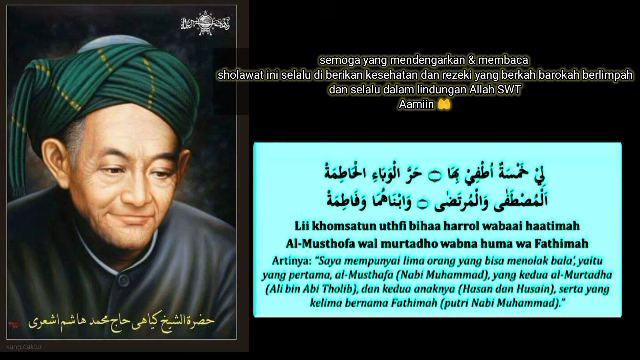 semoga yang mendengarkan & membaca
sholawat ini selalu di berikan kesehatan dan rezeki yang berkah barokah berlimpah
dan selalu dalam lindungan Allah SWT
Aamiin 🤲
لِيْ خَمْسَةٌ اُطْفِيْ بِهَا ۞ حَرَّ الْوَبَاءِ الْحَاطِمَةْ
اَلْمُصْطَفَى وَالْمُرْتَضَى ۞ وَابْنَاهُمَا وَفَاطِمَةْ
Lii khomsatun uthfi bihaa harrol wabaai haatimah
Al-Musthofa wal murtadho wabna huma wa Fathimah
Artinya: "Saya mempunyai lima orang yang bisa menolak bala', yaitu
yang pertama, al-Musthafa (Nabi Muhammad), yang kedua al-Murtadha
(Ali bin Abi Tholib), dan kedua anaknya (Hasan dan Husain), serta yang
kelima bernama Fathimah (putri Nabi Muhammad)."
حضرة الشيخ كياهي حاج محمد هاشم اشعري